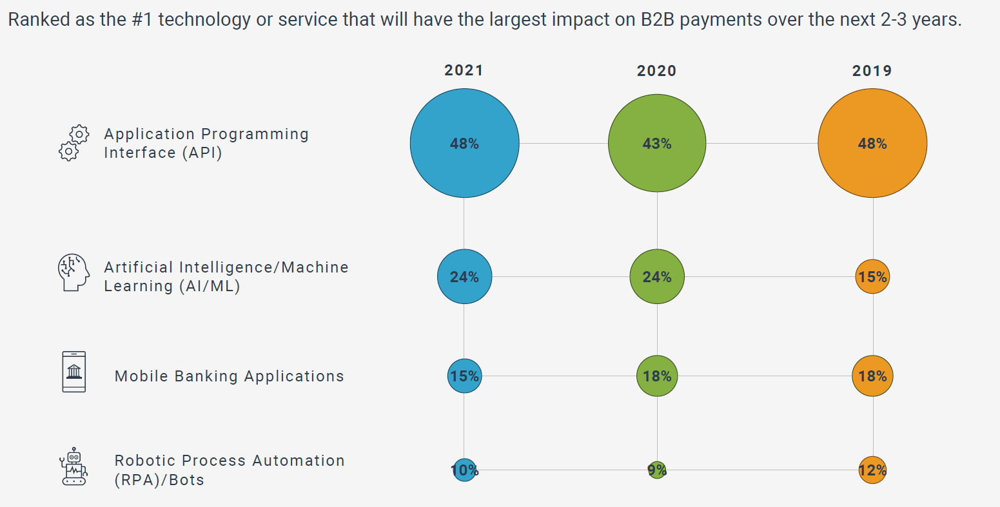 Ranked as the #1 technology or service that will have the largest impact on B2B payments over the next 2-3 years.
2021 2020 2019
Application Programming
Interface (API)
48% 43% 48%
Artificial Intelligence/Machine
Learning (AI/ML)
24% 24% 15%
Mobile Banking Applications
15% 18% 18%
Robotic Process Automation
(RPA)/Bots
10% 9% 12%